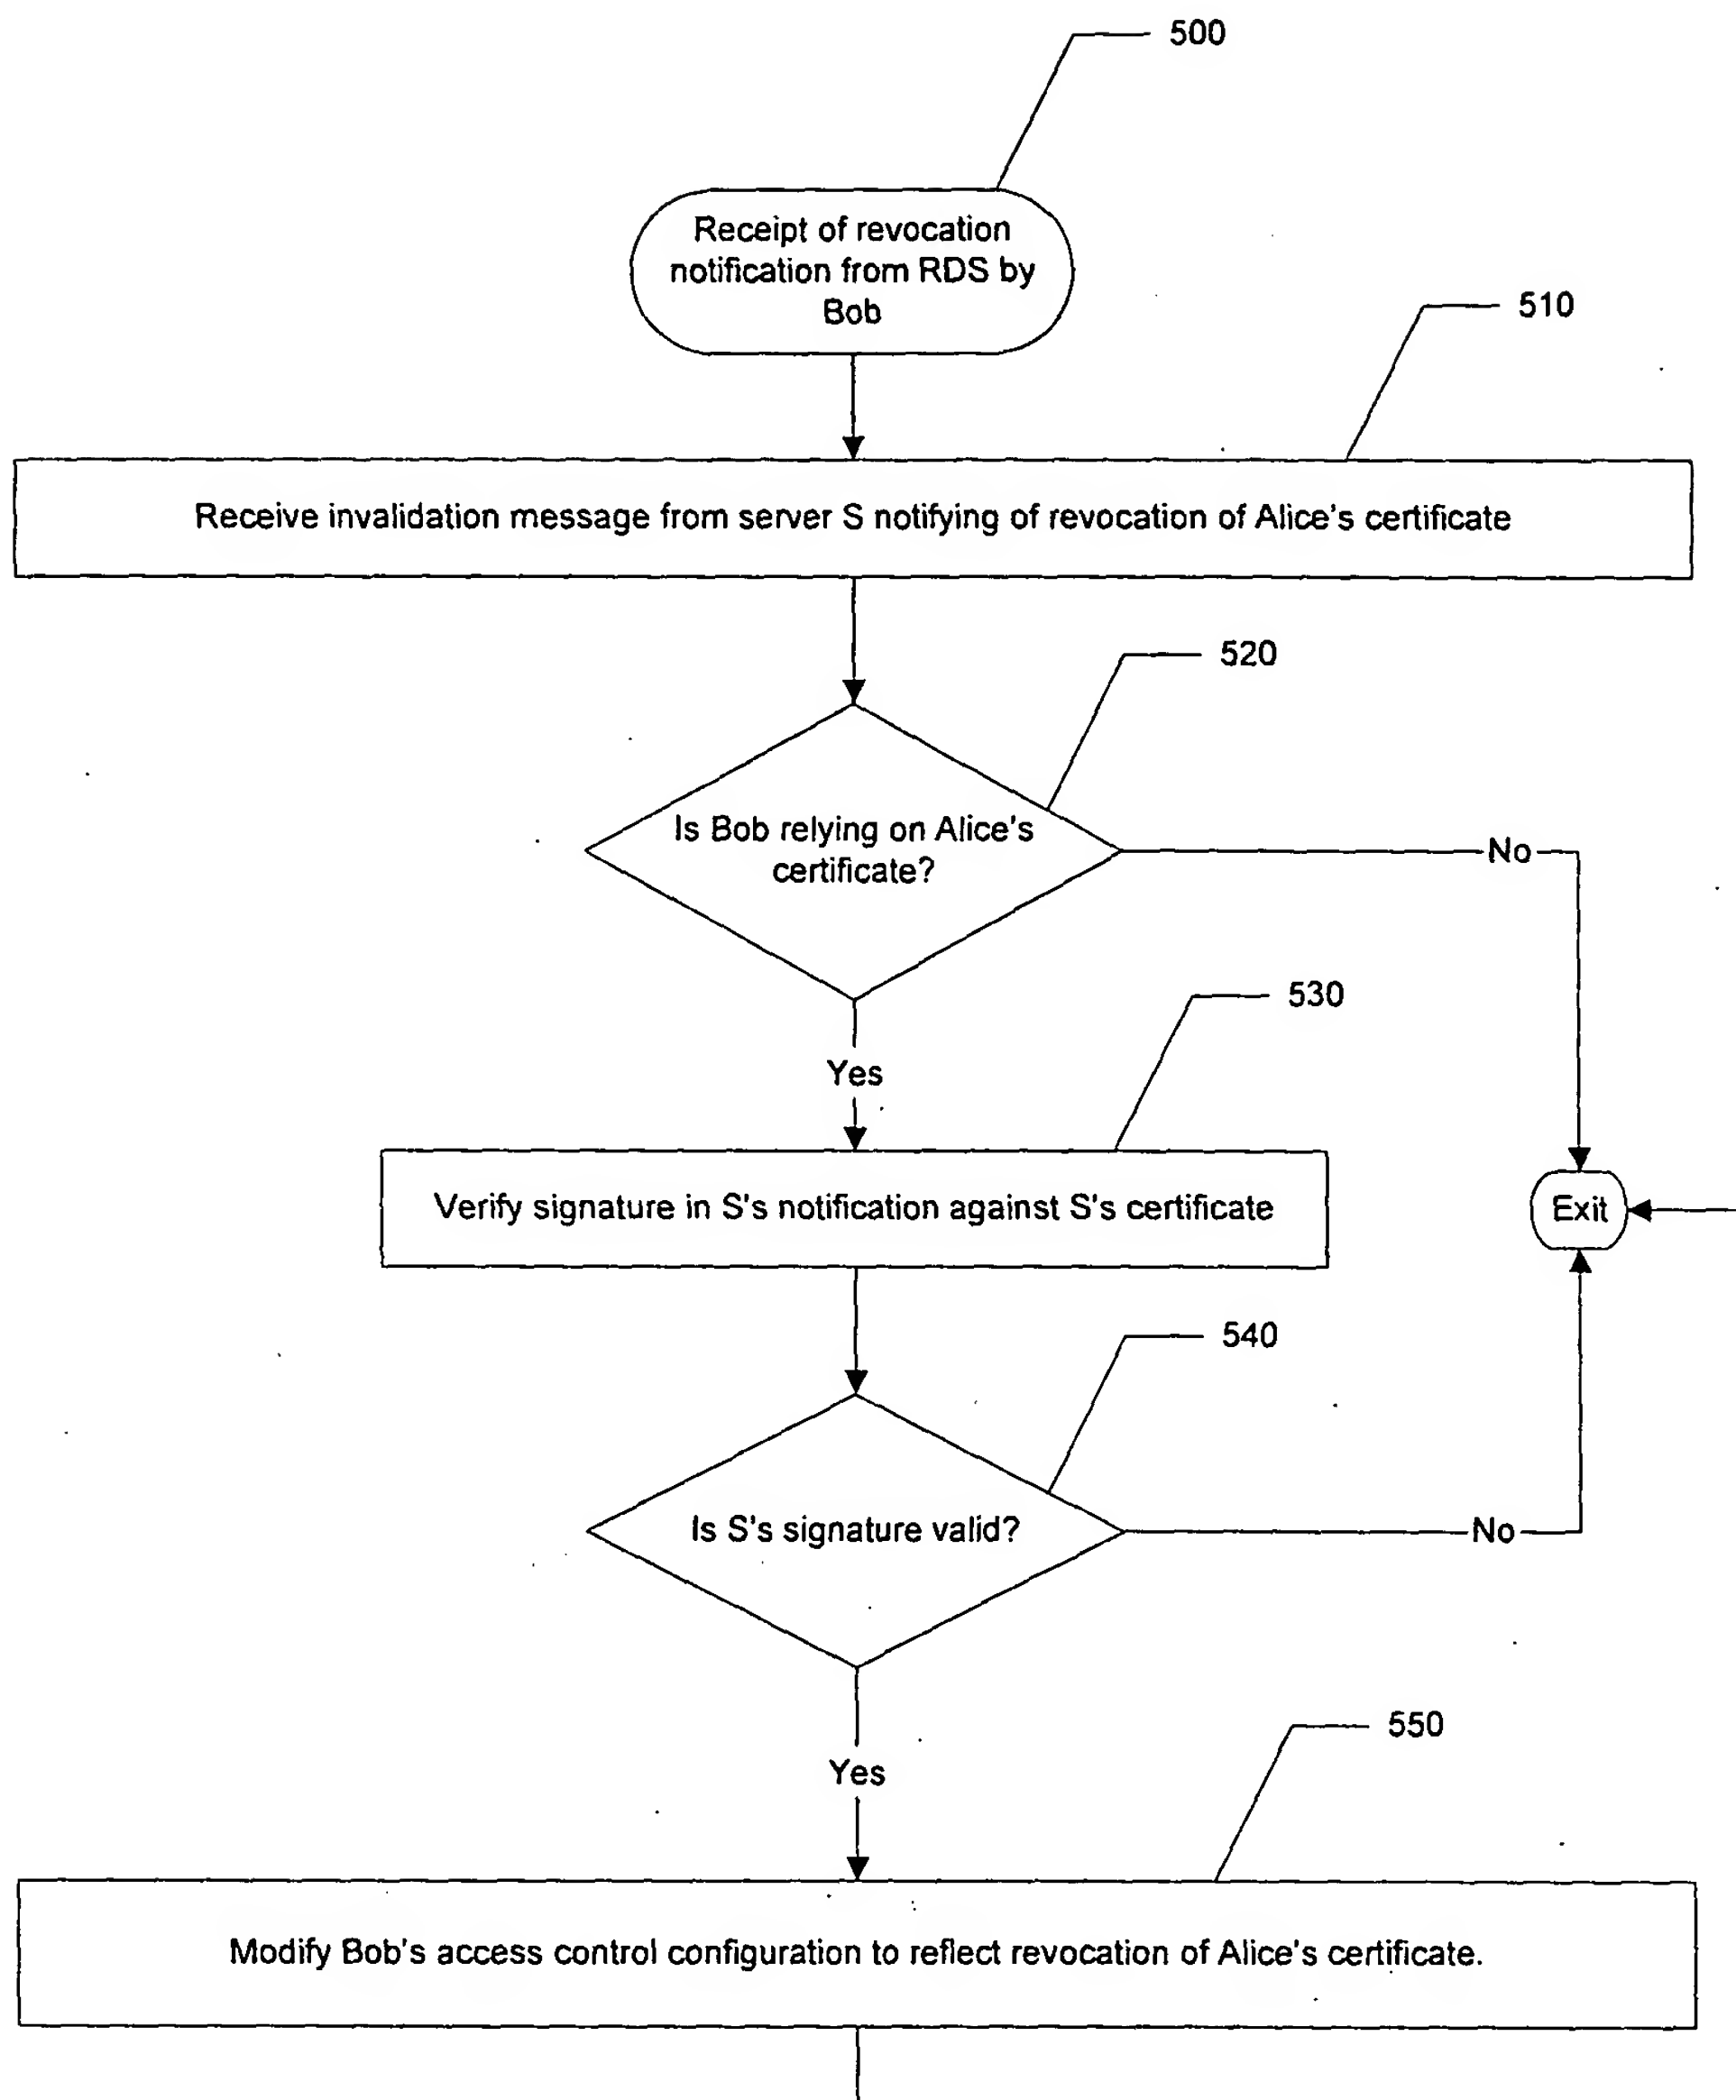 500
Receipt of revocation
notification from RDS by
Bob
510
Receive invalidation message from server S notifying of revocation of Alice's certificate
520
Is Bob relying on Alice's
certificate?
No
530
Yes
Verify signature in S's notification against S's certificate
Exit
540
Is S's signature valid?
No
550
Yes
Modify Bob's access control configuration to reflect revocation of Alice's certificate.